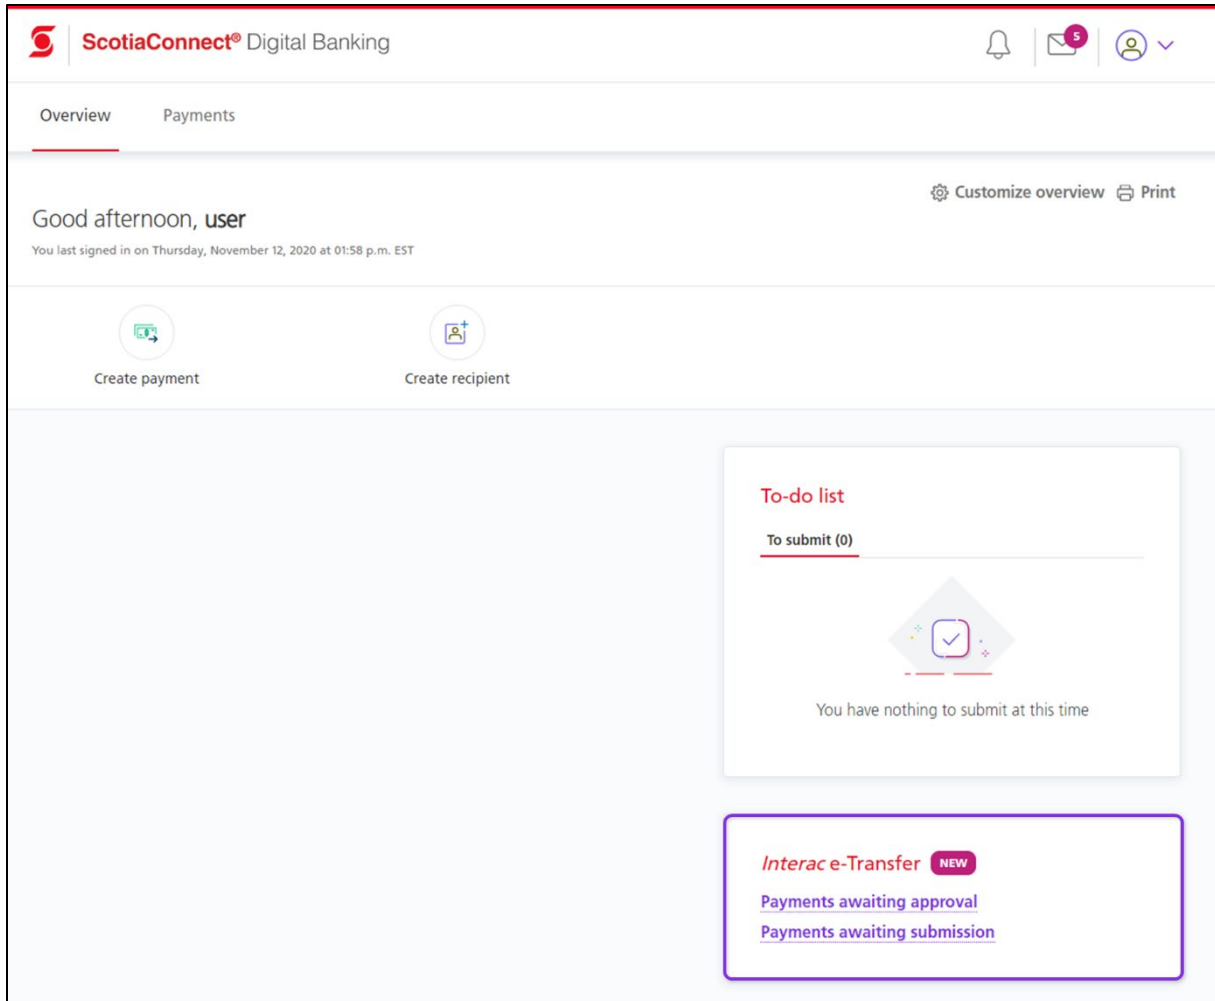 ScotiaConnect® Digital Banking
5
Overview Payments
Customize overview Print
Good afternoon, user
You last signed in on Thursday, November 12, 2020 at 01:58 p.m. EST
Create payment Create recipient
To-do list
To submit (0)
You have nothing to submit at this time
Interac e-Transfer NEW
Payments awaiting approval
Payments awaiting submission